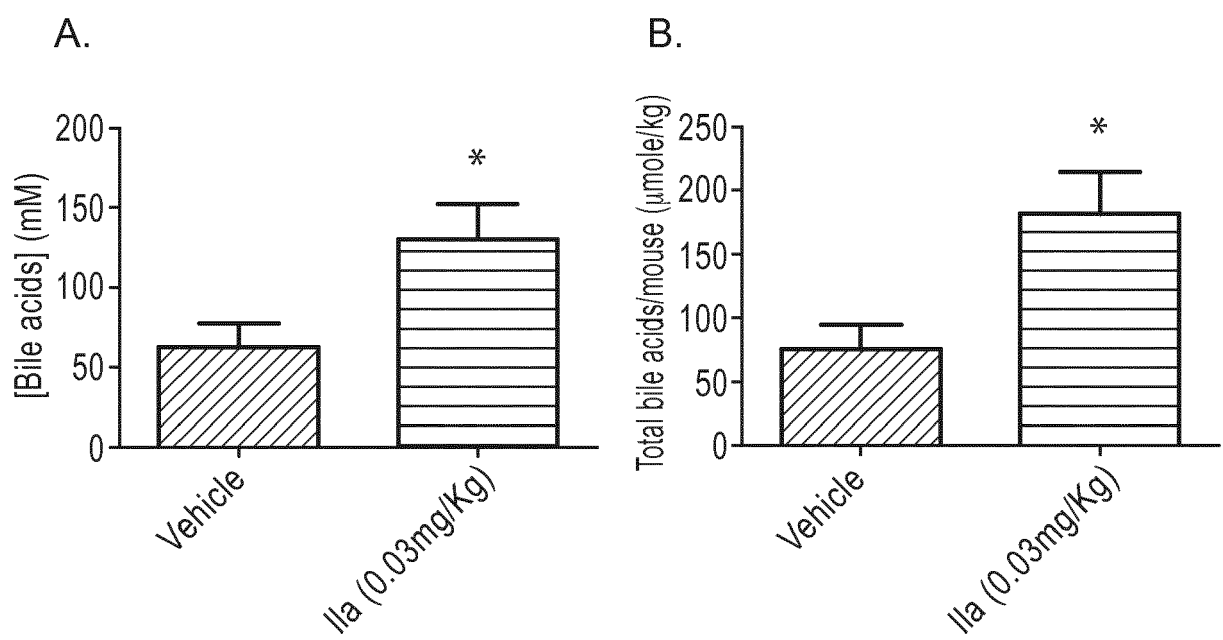 A.
[Bile acids] (mM)
200
150
100
50
0
*
Vehicle
IIa (0.03mg/Kg)
B.
Total bile acids/mouse (μmole/kg)
250
200
150
100
50
0
*
Vehicle
IIa (0.03mg/Kg)